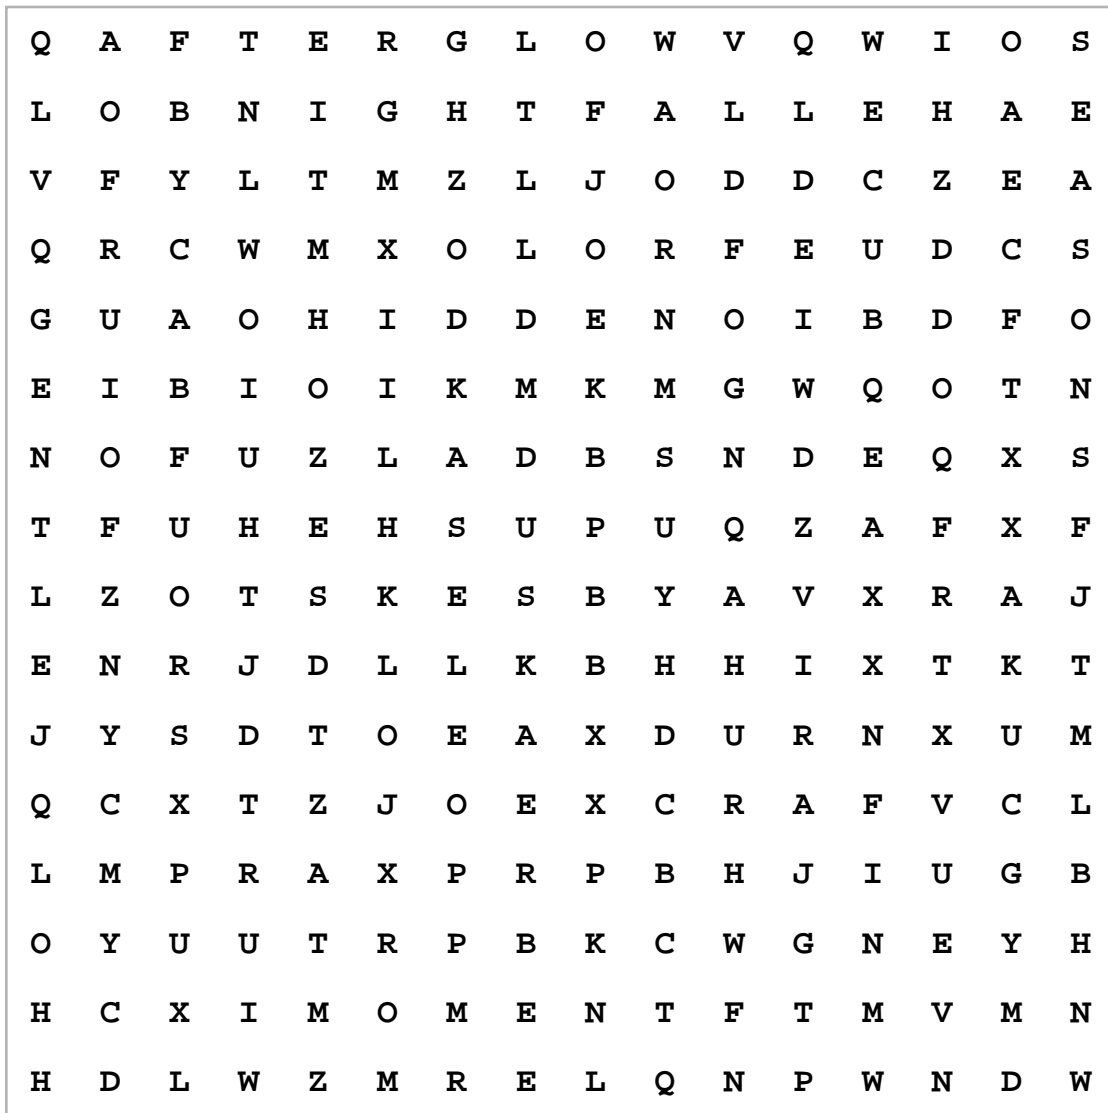 Q A F T E R G L O W V Q W I O S
L O B N I G H T F A L L E H A E
V F Y L T M Z L J O D D C Z E A
Q R C W M X O L O R F E U D C S
G U A O H I D D E N O I B D F O
E I B I O I K M K M G W Q O T N
N O F U Z L A D B S N D E Q X S
T F U H E H S U P U Q Z A F X F
L Z O T S K E S B Y A V X R A J
E N R J D L L K B H H I X T K T
J Y S D T O E A X D U R N X U M
Q C X T Z J O E X C R A F V C L
L M P R A X P R P B H J I U G B
O Y U U T R P B K C W G N E Y H
H C X I M O M E N T F T M V M N
H D L W Z M R E L Q N P W N D W